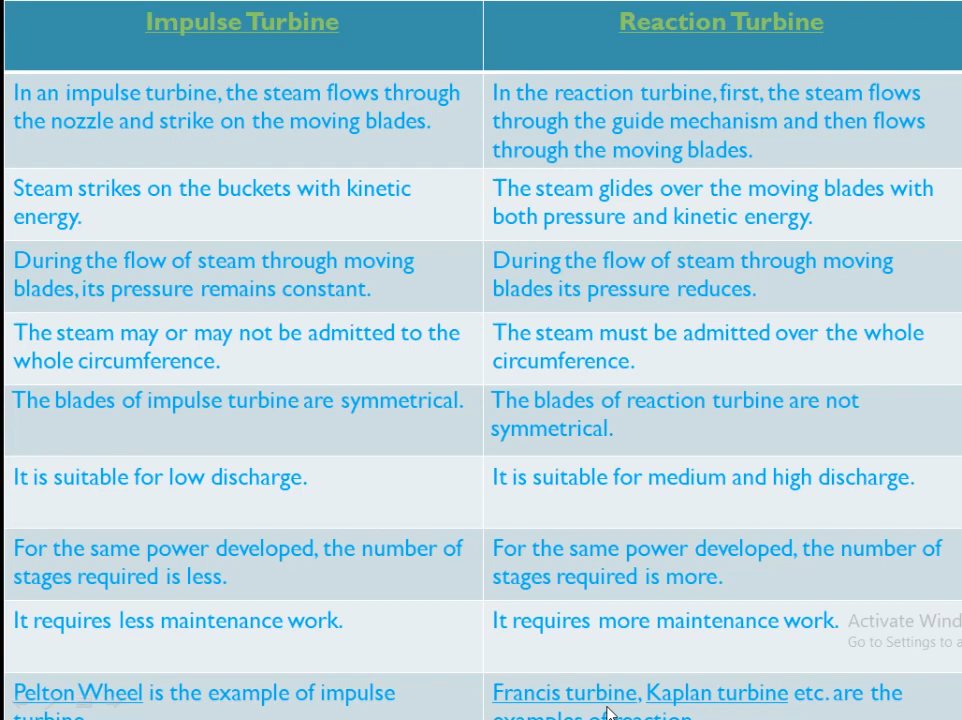 Impulse Turbine
Reaction Turbine
In an impulse turbine, the steam flows through
the nozzle and strike on the moving blades.
In the reaction turbine, first, the steam flows
through the guide mechanism and then flows
through the moving blades.
Steam strikes on the buckets with kinetic
energy.
The steam glides over the moving blades with
both pressure and kinetic energy.
During the flow of steam through moving
blades, its pressure remains constant.
During the flow of steam through moving
blades its pressure reduces.
The steam may or may not be admitted to the
whole circumference.
The steam must be admitted over the whole
circumference.
The blades of impulse turbine are symmetrical.
The blades of reaction turbine are not
symmetrical.
It is suitable for low discharge.
It is suitable for medium and high discharge.
For the same power developed, the number of
stages required is less.
For the same power developed, the number of
stages required is more.
It requires less maintenance work.
It requires more maintenance work.
Activate Wind
Go to Settings to a
Pelton Wheel is the example of impulse
turbine.
Francis turbine, Kaplan turbine etc. are the
examples of reaction